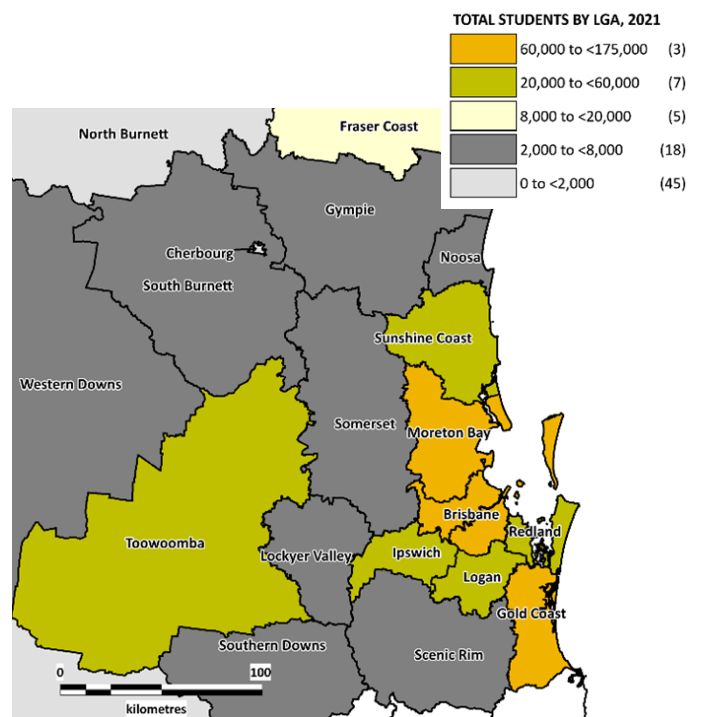 TOTAL STUDENTS BY LGA, 2021
60,000 to <175,000 (3)
20,000 to <60,000 (7)
8,000 to <20,000 (5)
2,000 to <8,000 (18)
0 to <2,000 (45)
North Burnett
Fraser Coast
Gympie
Cherbourg
Noosa
South Burnett
Sunshine Coast
Western Downs
Somerset
Moreton Bay
Brisbane
Redland
Toowoomba
Lockyer Valley
Ipswich
Logan
Gold Coast
Southern Downs
Scenic Rim
0 100
kilometres